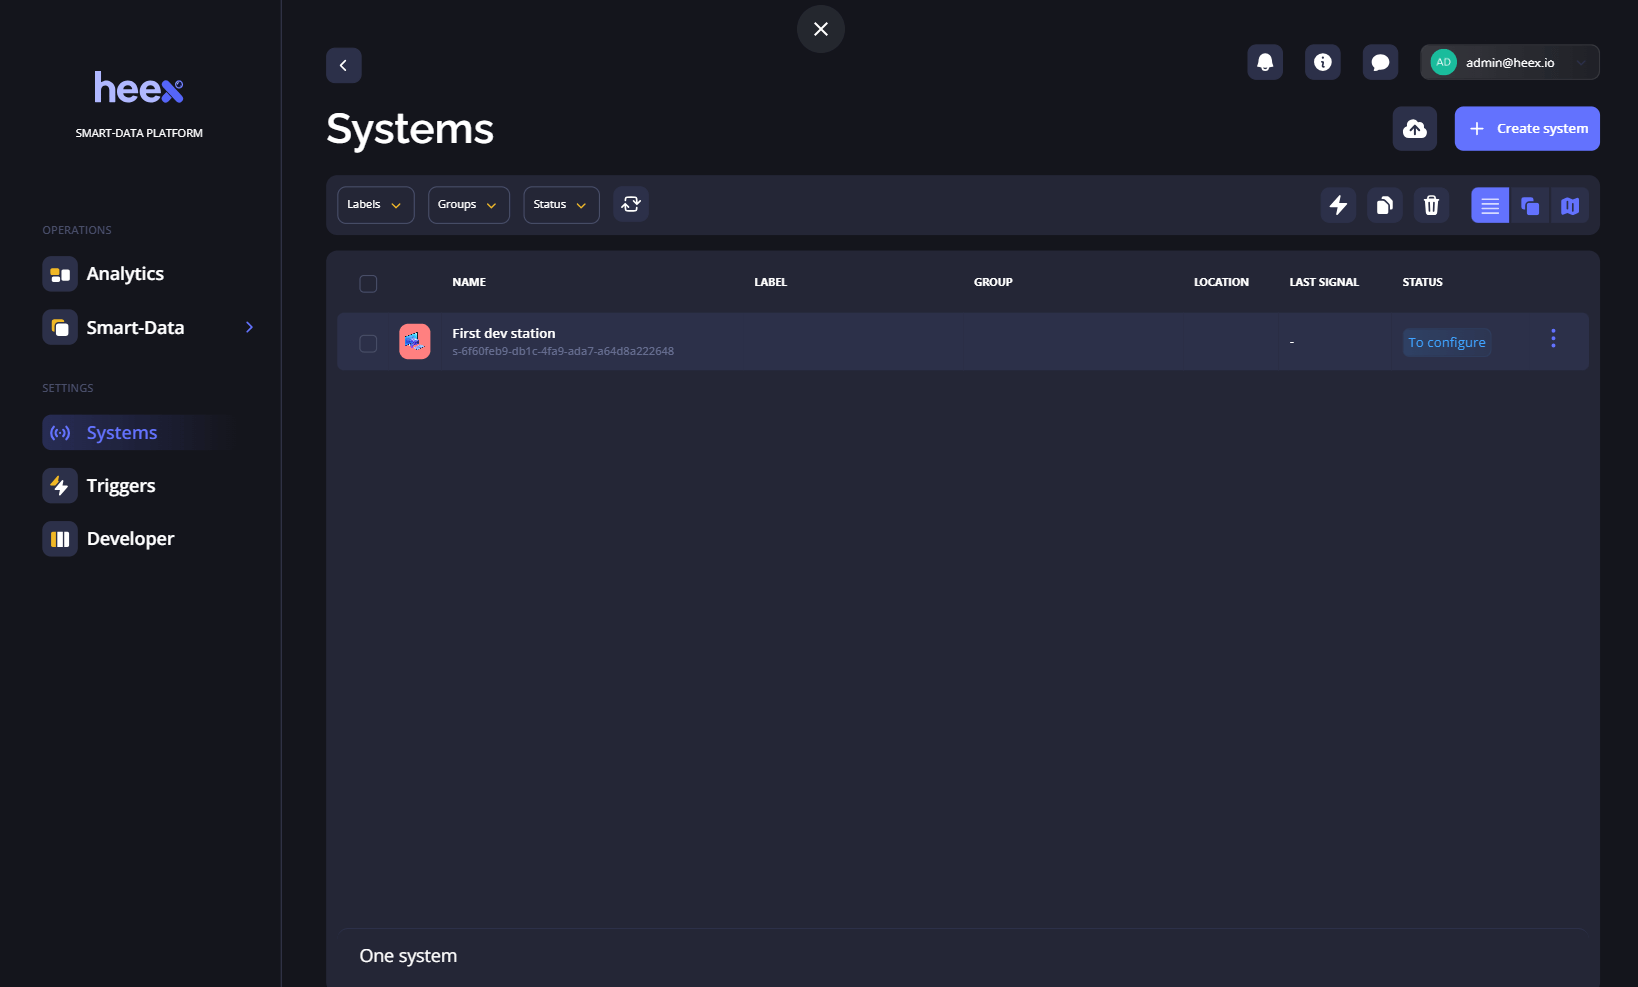 heex
SMART-DATA PLATFORM
OPERATIONS
Analytics
Smart-Data
SETTINGS
Systems
Triggers
Developer
AD admin@heex.io
Systems
Create system
Labels Groups Status
NAME LABEL GROUP LOCATION LAST SIGNAL STATUS
First dev station
s-6f60feb9-db1c-4fa9-ada7-a64d8a222648
- To configure
One system